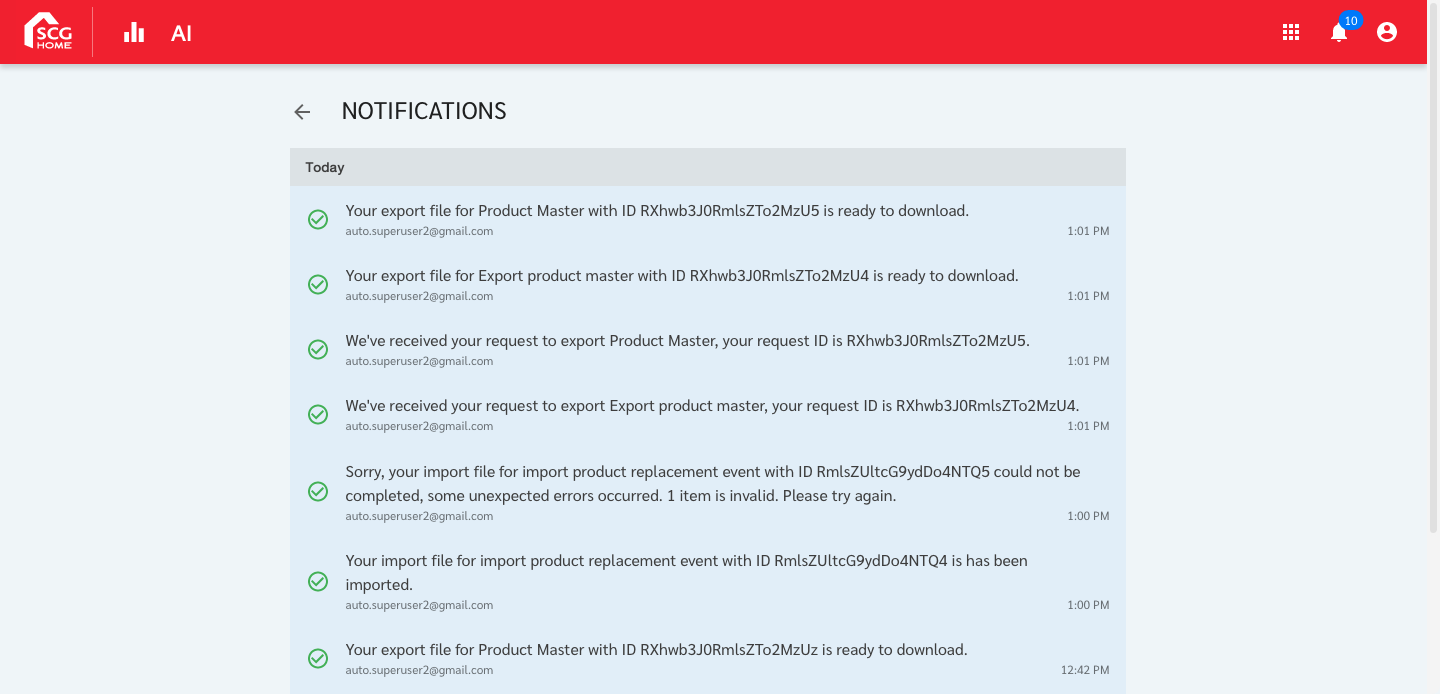 SCG
HOME
AI
10
NOTIFICATIONS
Today
Your export file for Product Master with ID RXhwb3J0RmlsZTo2MzU5 is ready to download.
auto.superuser2@gmail.com 1:01 PM
Your export file for Export product master with ID RXhwb3J0RmlsZTo2MzU4 is ready to download.
auto.superuser2@gmail.com 1:01 PM
We've received your request to export Product Master, your request ID is RXhwb3J0RmlsZTo2MzU5.
auto.superuser2@gmail.com 1:01 PM
We've received your request to export Export product master, your request ID is RXhwb3J0RmlsZTo2MzU4.
auto.superuser2@gmail.com 1:01 PM
Sorry, your import file for import product replacement event with ID RmlsZUltcG9ydDo4NTQ5 could not be
completed, some unexpected errors occurred. 1 item is invalid. Please try again.
auto.superuser2@gmail.com 1:00 PM
Your import file for import product replacement event with ID RmlsZUltcG9ydDo4NTQ4 is has been
imported.
auto.superuser2@gmail.com 1:00 PM
Your export file for Product Master with ID RXhwb3J0RmlsZTo2MzUz is ready to download.
auto.superuser2@gmail.com 12:42 PM